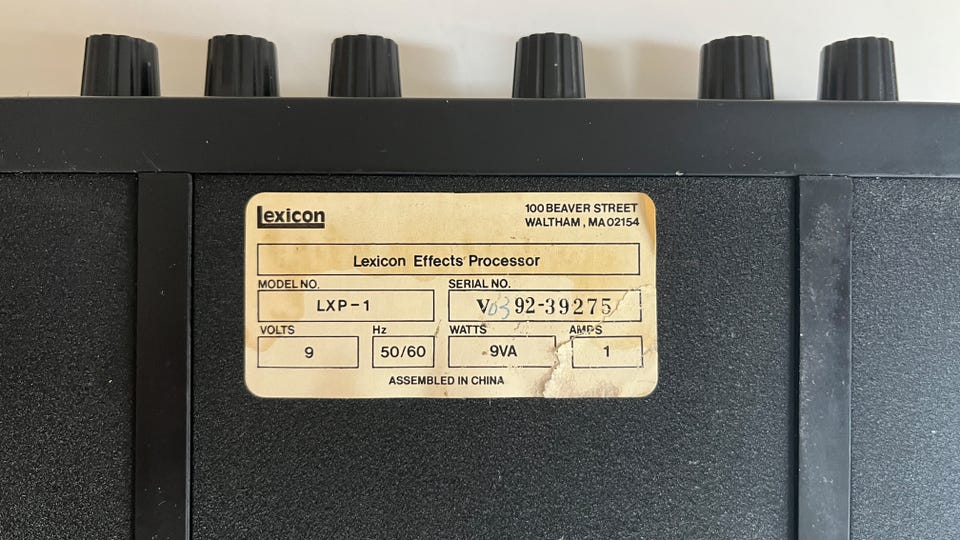 Lexicon
100 BEAVER STREET
WALTHAM, MA 02154
Lexicon Effects Processor
MODEL NO.
LXP-1
SERIAL NO.
V 03 92-39275
VOLTS
9
Hz
50/60
WATTS
9VA
AMPS
1
ASSEMBLED IN CHINA